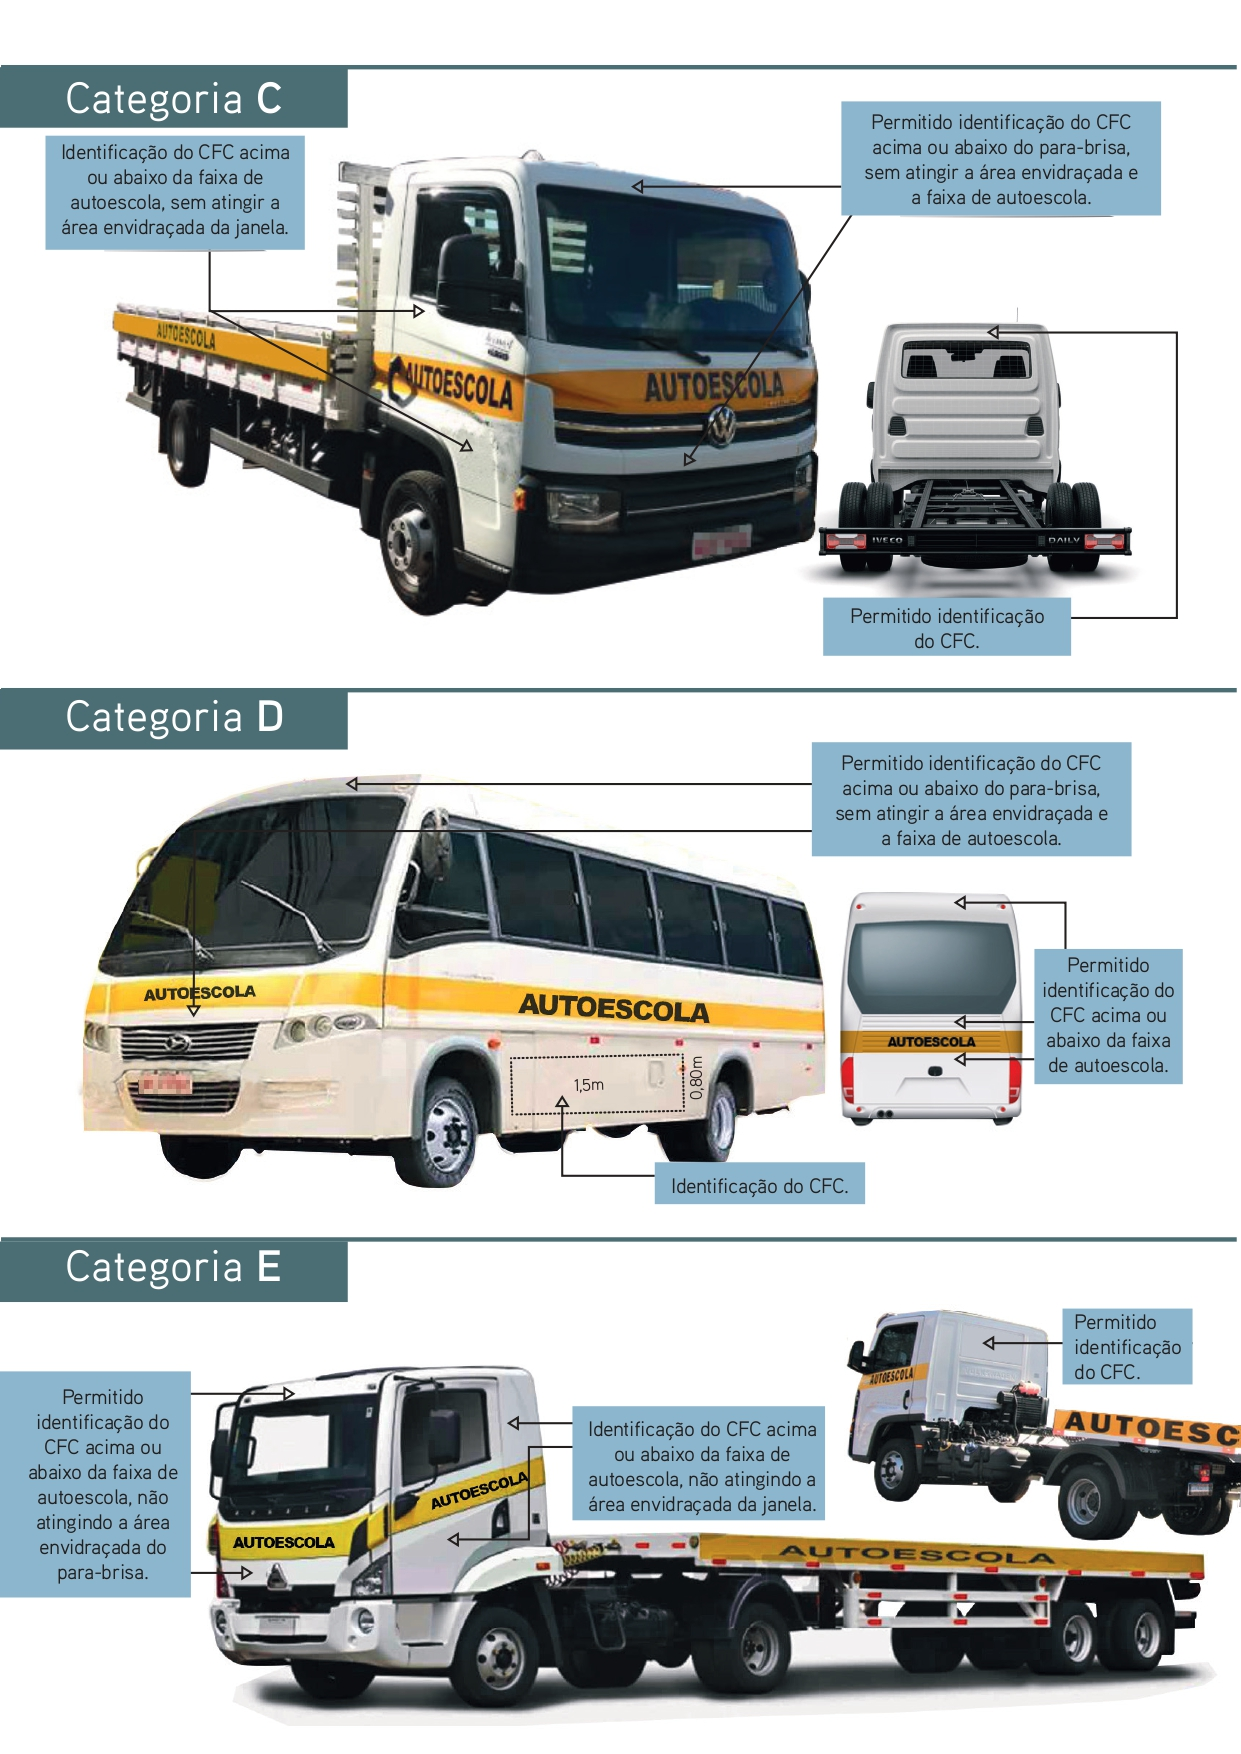 Categoria C
Identificação do CFC acima
ou abaixo da faixa de
autoescola, sem atingir a
área envidraçada da janela.
Permitido identificação do CFC
acima ou abaixo do para-brisa,
sem atingir a área envidraçada e
a faixa de autoescola.
AUTOESCOLA
AUTOESCOLA
AUTOESCOLA
IVECO
DAILY
Permitido identificação
do CFC.
Categoria D
Permitido identificação do CFC
acima ou abaixo do para-brisa,
sem atingir a área envidraçada e
a faixa de autoescola.
AUTOESCOLA
AUTOESCOLA
1,5m
0,80m
Identificação do CFC.
Permitido
identificação do
CFC acima ou
abaixo da faixa
de autoescola.
AUTOESCOLA
Categoria E
Permitido
identificação do
CFC acima ou
abaixo da faixa de
autoescola, não
atingindo a área
envidraçada do
para-brisa.
AUTOESCOLA
AUTOESCOLA
Identificação do CFC acima
ou abaixo da faixa de
autoescola, não atingindo a
área envidraçada da janela.
Permitido
identificação
do CFC.
AUTOESCOLA
AUTOESC
AUTOESCOLA